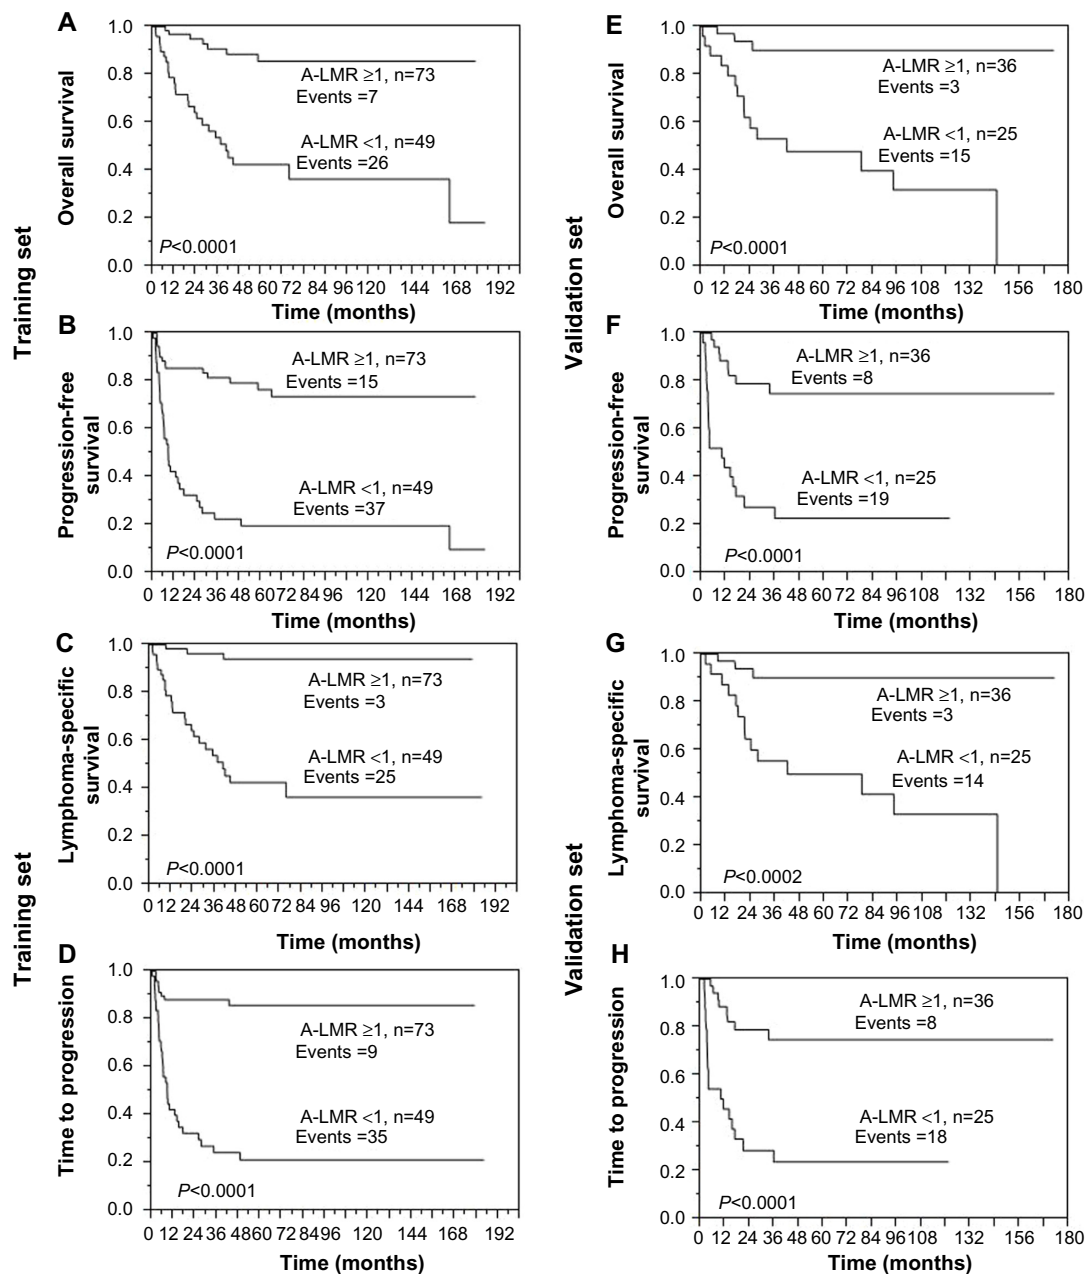 Training set
A
Overall survival
1.0
0.8
0.6
0.4
0.2
0.0
A-LMR ≥1, n=73
Events =7
A-LMR <1, n=49
Events =26
P<0.0001
0 12 24 36 48 60 72 84 96 120 144 168 192
Time (months)
B
Progression-free
survival
1.0
0.8
0.6
0.4
0.2
0.0
A-LMR ≥1, n=73
Events =15
A-LMR <1, n=49
Events =37
P<0.0001
0 12 24 36 48 60 72 84 96 120 144 168 192
Time (months)
Training set
C
Lymphoma-specific
survival
1.0
0.8
0.6
0.4
0.2
0.0
A-LMR ≥1, n=73
Events =3
A-LMR <1, n=49
Events =25
P<0.0001
0 12 24 36 48 60 72 84 96 120 144 168 192
Time (months)
D
Time to progression
1.0
0.8
0.6
0.4
0.2
0.0
A-LMR ≥1, n=73
Events =9
A-LMR <1, n=49
Events =35
P<0.0001
0 12 24 36 48 60 72 84 96 120 144 168 192
Time (months)
Validation set
E
Overall survival
1.0
0.8
0.6
0.4
0.2
0.0
A-LMR ≥1, n=36
Events =3
A-LMR <1, n=25
Events =15
P<0.0001
0 12 24 36 48 60 72 84 96 108 132 156 180
Time (months)
F
Progression-free
survival
1.0
0.8
0.6
0.4
0.2
0.0
A-LMR ≥1, n=36
Events =8
A-LMR <1, n=25
Events =19
P<0.0001
0 12 24 36 48 60 72 84 96 108 132 156 180
Time (months)
Validation set
G
Lymphoma-specific
survival
1.0
0.8
0.6
0.4
0.2
0.0
A-LMR ≥1, n=36
Events =3
A-LMR <1, n=25
Events =14
P<0.0002
0 12 24 36 48 60 72 84 96 108 132 156 180
Time (months)
H
Time to progression
1.0
0.8
0.6
0.4
0.2
0.0
A-LMR ≥1, n=36
Events =8
A-LMR <1, n=25
Events =18
P<0.0001
0 12 24 36 48 60 72 84 96 108 132 156 180
Time (months)